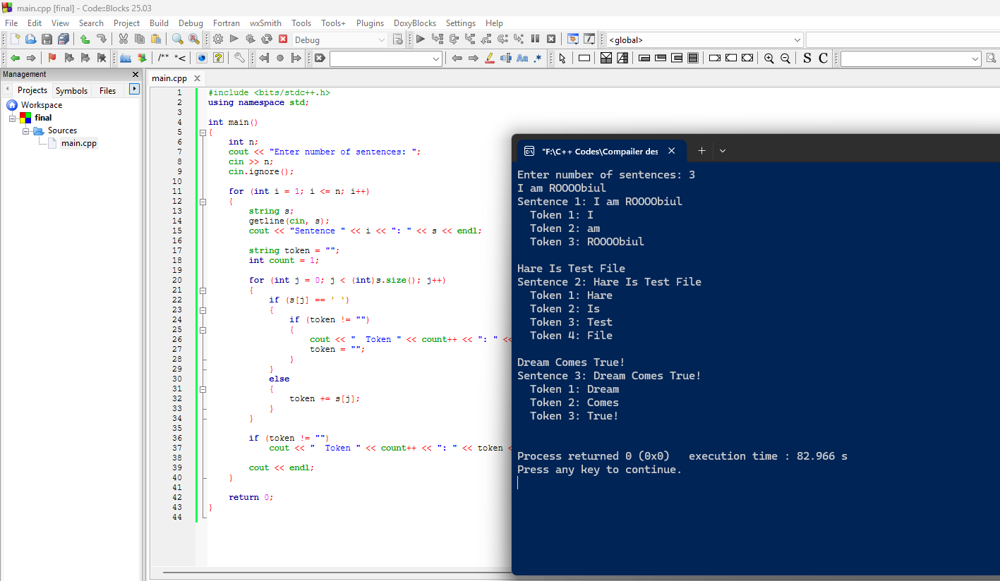 main.cpp [final] - Code::Blocks 25.03
File Edit View Search Project Build Debug Fortran wxSmith Tools Tools+ Plugins DoxyBlocks Settings Help
Debug
<global>
/** *< Aa .* S C
Management
Projects Symbols Files
Workspace
final
Sources
main.cpp
main.cpp
1 #include <bits/stdc++.h>
2 using namespace std;
3
4 int main()
5 {
6 int n;
7 cout << "Enter number of sentences: ";
8 cin >> n;
9 cin.ignore();
10
11 for (int i = 1; i <= n; i++)
12 {
13 string s;
14 getline(cin, s);
15 cout << "Sentence " << i << ": " << s << endl;
16
17 string token = "";
18 int count = 1;
19
20 for (int j = 0; j < (int)s.size(); j++)
21 {
22 if (s[j] == ' ')
23 {
24 if (token != "")
25 {
26 cout << "  Token " << count++ << ": " <<
27 token = "";
28 }
29 }
30 else
31 {
32 token += s[j];
33 }
34 }
35
36 if (token != "")
37 cout << "  Token " << count++ << ": " << token <
38
39 cout << endl;
40 }
41
42 return 0;
43 }
44
"F:\C++ Codes\Compailer des
Enter number of sentences: 3
I am ROOOObiul
Sentence 1: I am ROOOObiul
Token 1: I
Token 2: am
Token 3: ROOOObiul
Hare Is Test File
Sentence 2: Hare Is Test File
Token 1: Hare
Token 2: Is
Token 3: Test
Token 4: File
Dream Comes True!
Sentence 3: Dream Comes True!
Token 1: Dream
Token 2: Comes
Token 3: True!
Process returned 0 (0x0)   execution time : 82.966 s
Press any key to continue.